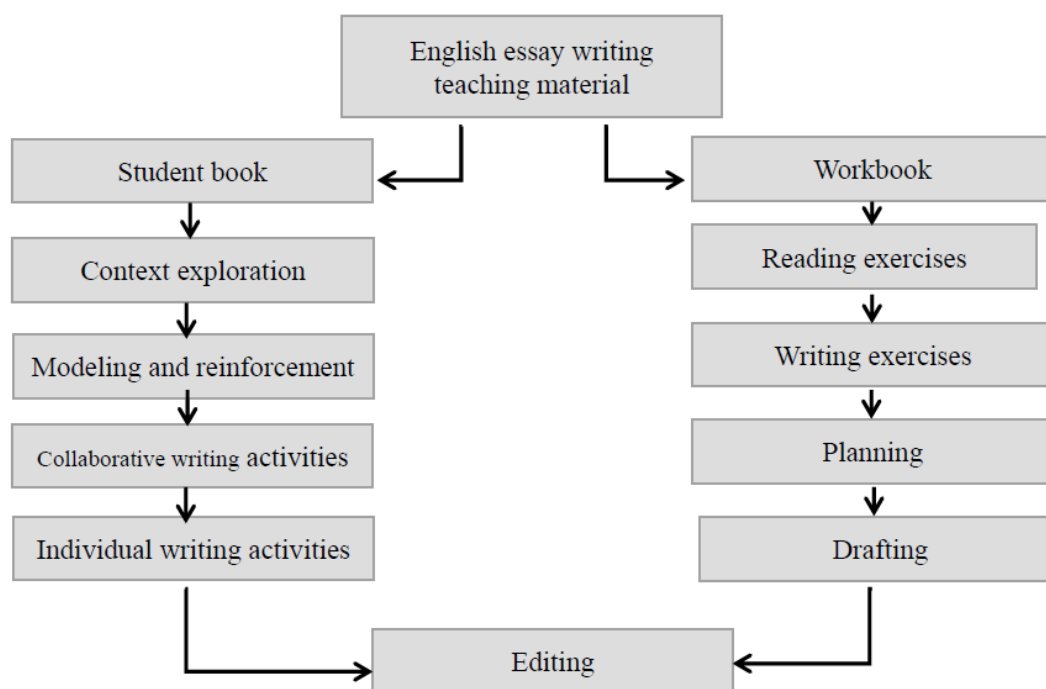 English essay writing
teaching material
Student book
Context exploration
Modeling and reinforcement
Collaborative writing activities
Individual writing activities
Workbook
Reading exercises
Writing exercises
Planning
Drafting
Editing